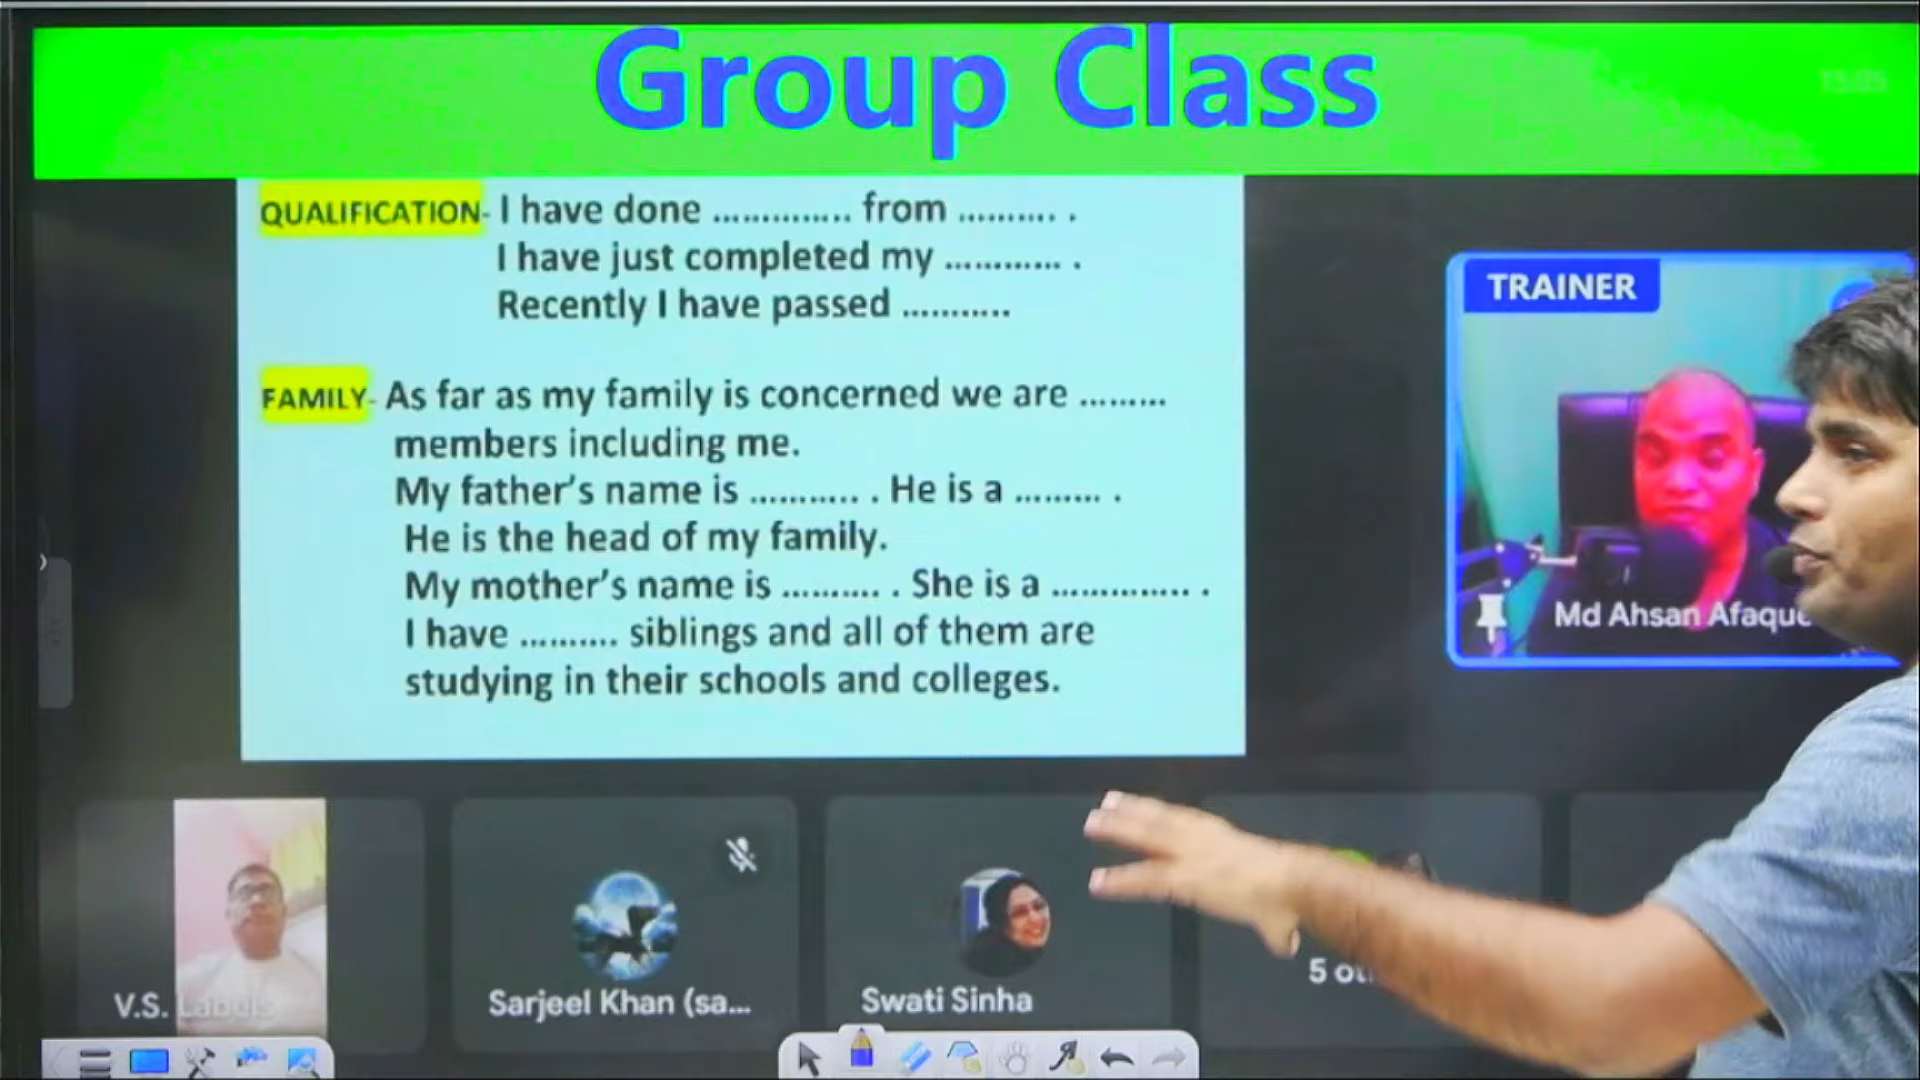 Group Class
QUALIFICATION- I have done .............. from .......... .
I have just completed my ............ .
Recently I have passed ...........
FAMILY- As far as my family is concerned we are .........
members including me.
My father's name is ........... . He is a ......... .
He is the head of my family.
My mother's name is .......... . She is a .............. .
I have .......... siblings and all of them are
studying in their schools and colleges.
TRAINER
Md Ahsan Afaque
V.S.
Sarjeel Khan (sa...
Swati Sinha
5